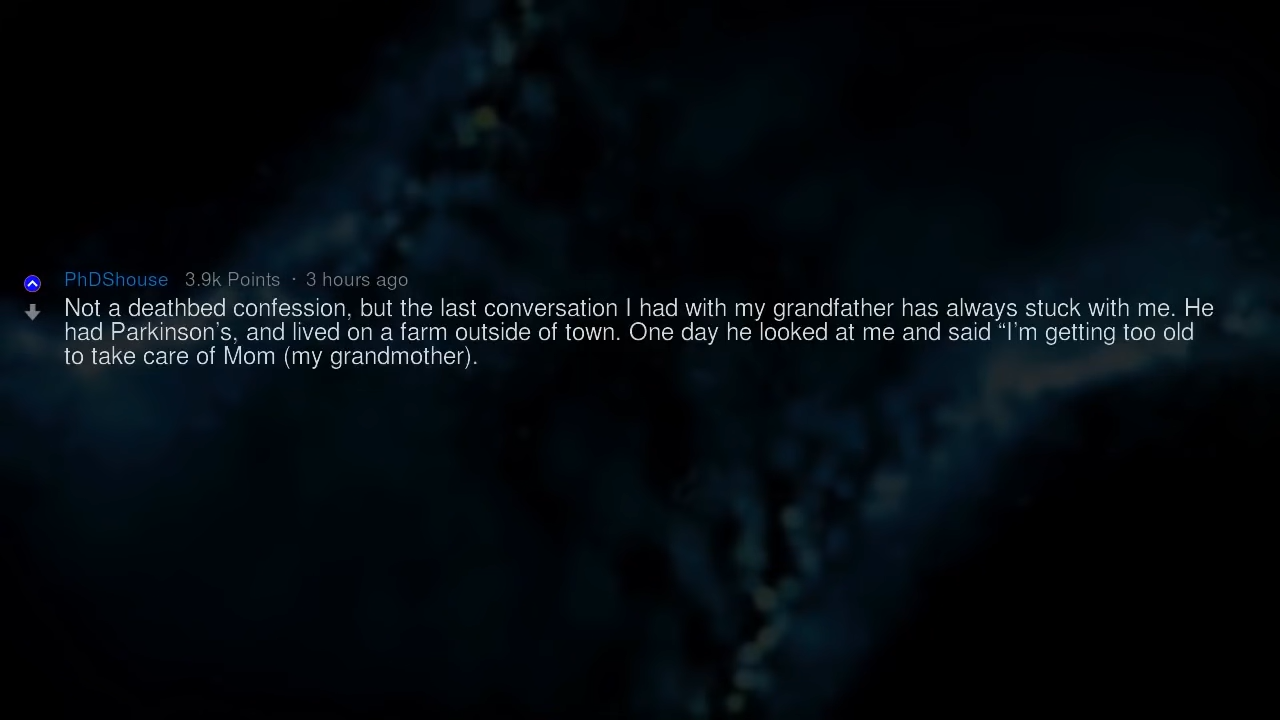 PhDShouse 3.9k Points · 3 hours ago
Not a deathbed confession, but the last conversation I had with my grandfather has always stuck with me. He
had Parkinson’s, and lived on a farm outside of town. One day he looked at me and said “I’m getting too old
to take care of Mom (my grandmother).